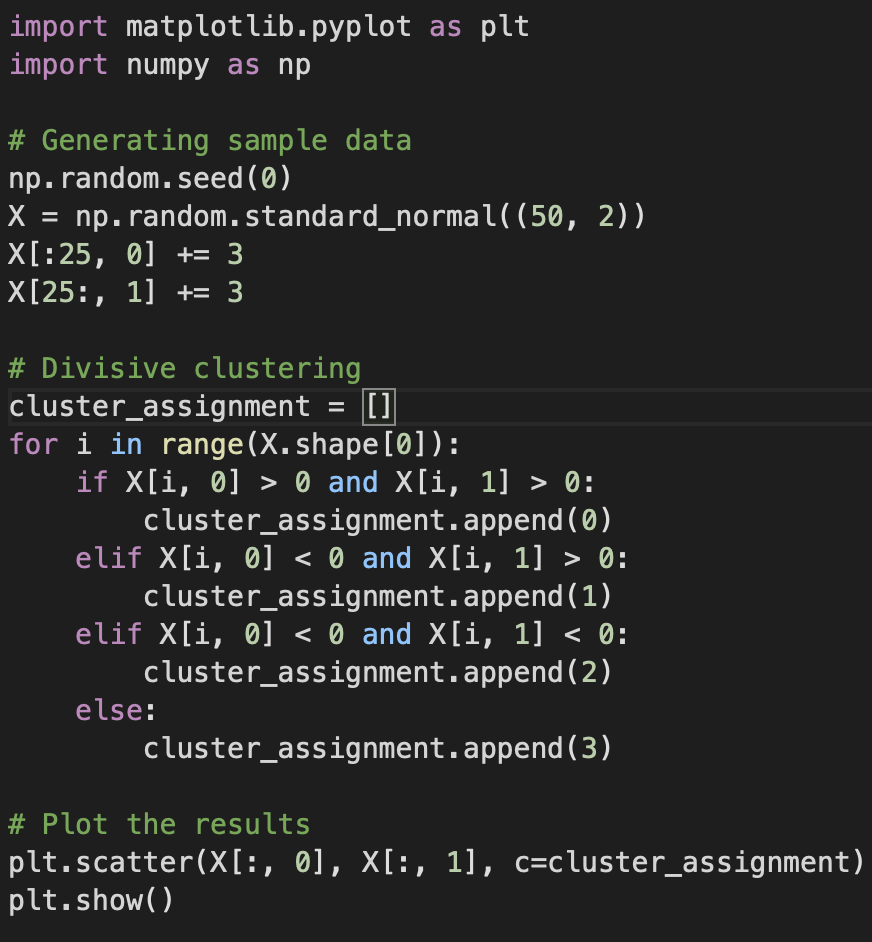 import matplotlib.pyplot as plt
import numpy as np

# Generating sample data
np.random.seed(0)
X = np.random.standard_normal((50, 2))
X[:25, 0] += 3
X[25:, 1] += 3

# Divisive clustering
cluster_assignment = []
for i in range(X.shape[0]):
    if X[i, 0] > 0 and X[i, 1] > 0:
        cluster_assignment.append(0)
    elif X[i, 0] < 0 and X[i, 1] > 0:
        cluster_assignment.append(1)
    elif X[i, 0] < 0 and X[i, 1] < 0:
        cluster_assignment.append(2)
    else:
        cluster_assignment.append(3)

# Plot the results
plt.scatter(X[:, 0], X[:, 1], c=cluster_assignment)
plt.show()